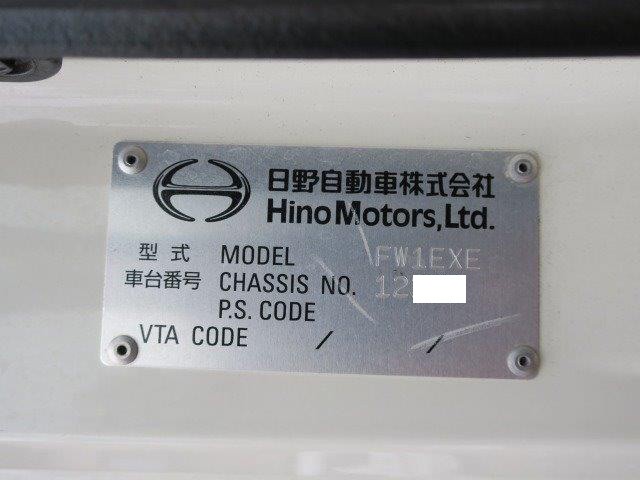 日野自動車株式会社
Hino Motors, Ltd.
型式 MODEL FW1EXE
車台番号 CHASSIS NO. 12
P.S. CODE
VTA CODE / /